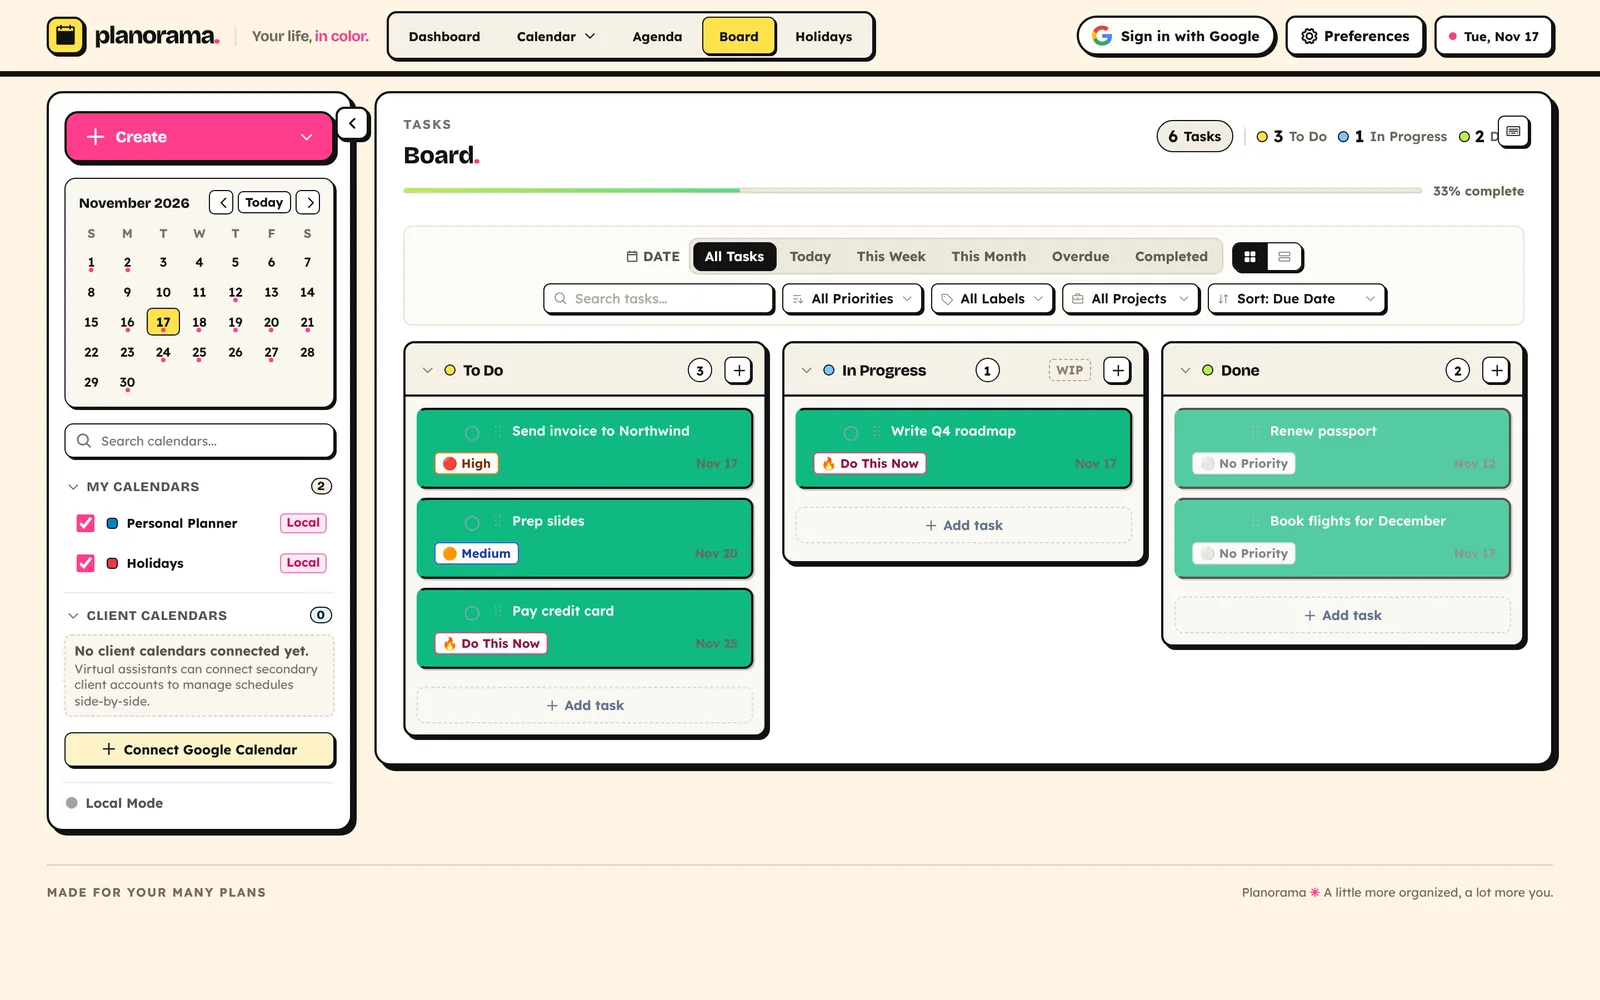 planorama.
Your life, in color.
Dashboard
Calendar
Agenda
Board
Holidays
Sign in with Google
Preferences
Tue, Nov 17
Create
November 2026
Today
S M T W T F S
1 2 3 4 5 6 7
8 9 10 11 12 13 14
15 16 17 18 19 20 21
22 23 24 25 26 27 28
29 30
Search calendars...
MY CALENDARS 2
Personal Planner Local
Holidays Local
CLIENT CALENDARS 0
No client calendars connected yet.
Virtual assistants can connect secondary
client accounts to manage schedules
side-by-side.
Connect Google Calendar
Local Mode
TASKS
Board.
6 Tasks
3 To Do
1 In Progress
2 D
33% complete
DATE
All Tasks
Today
This Week
This Month
Overdue
Completed
Search tasks...
All Priorities
All Labels
All Projects
Sort: Due Date
To Do 3
Send invoice to Northwind
High Nov 17
Prep slides
Medium Nov 20
Pay credit card
Do This Now Nov 25
Add task
In Progress 1 WIP
Write Q4 roadmap
Do This Now Nov 17
Add task
Done 2
Renew passport
No Priority Nov 12
Book flights for December
No Priority Nov 17
Add task
MADE FOR YOUR MANY PLANS
Planorama ✳ A little more organized, a lot more you.